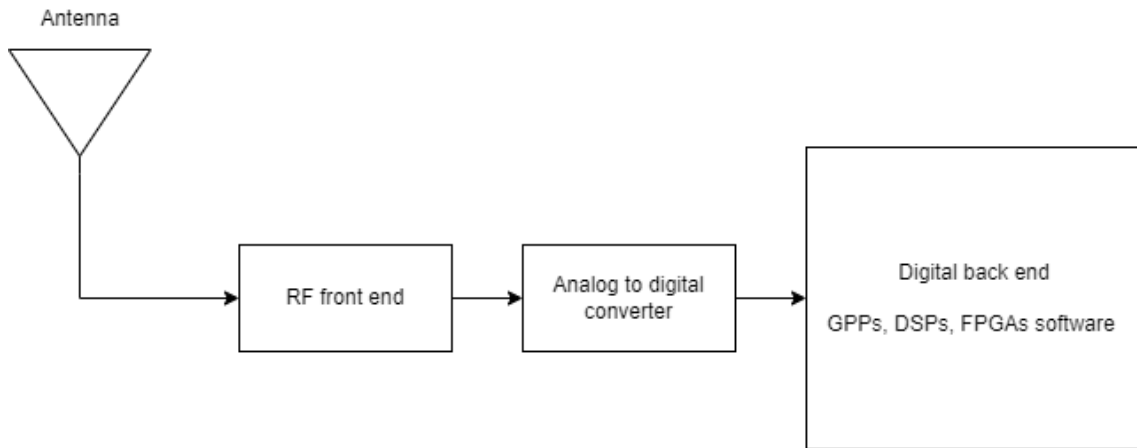 Antenna
RF front end
Analog to digital
converter
Digital back end
GPPs, DSPs, FPGAs software